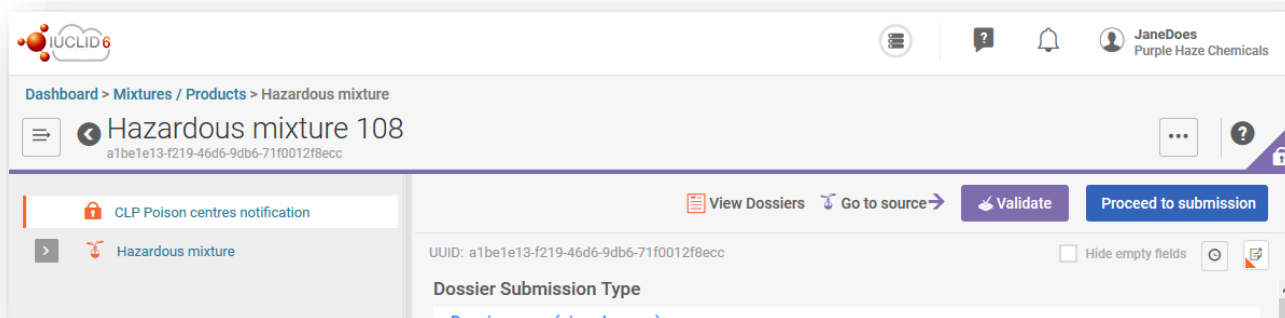 IUCLID 6
JaneDoes
Purple Haze Chemicals
Dashboard > Mixtures / Products > Hazardous mixture
Hazardous mixture 108
a1be1e13-f219-46d6-9db6-71f0012f8ecc
View Dossiers Go to source Validate Proceed to submission
CLP Poison centres notification
Hazardous mixture
UUID: a1be1e13-f219-46d6-9db6-71f0012f8ecc Hide empty fields
Dossier Submission Type